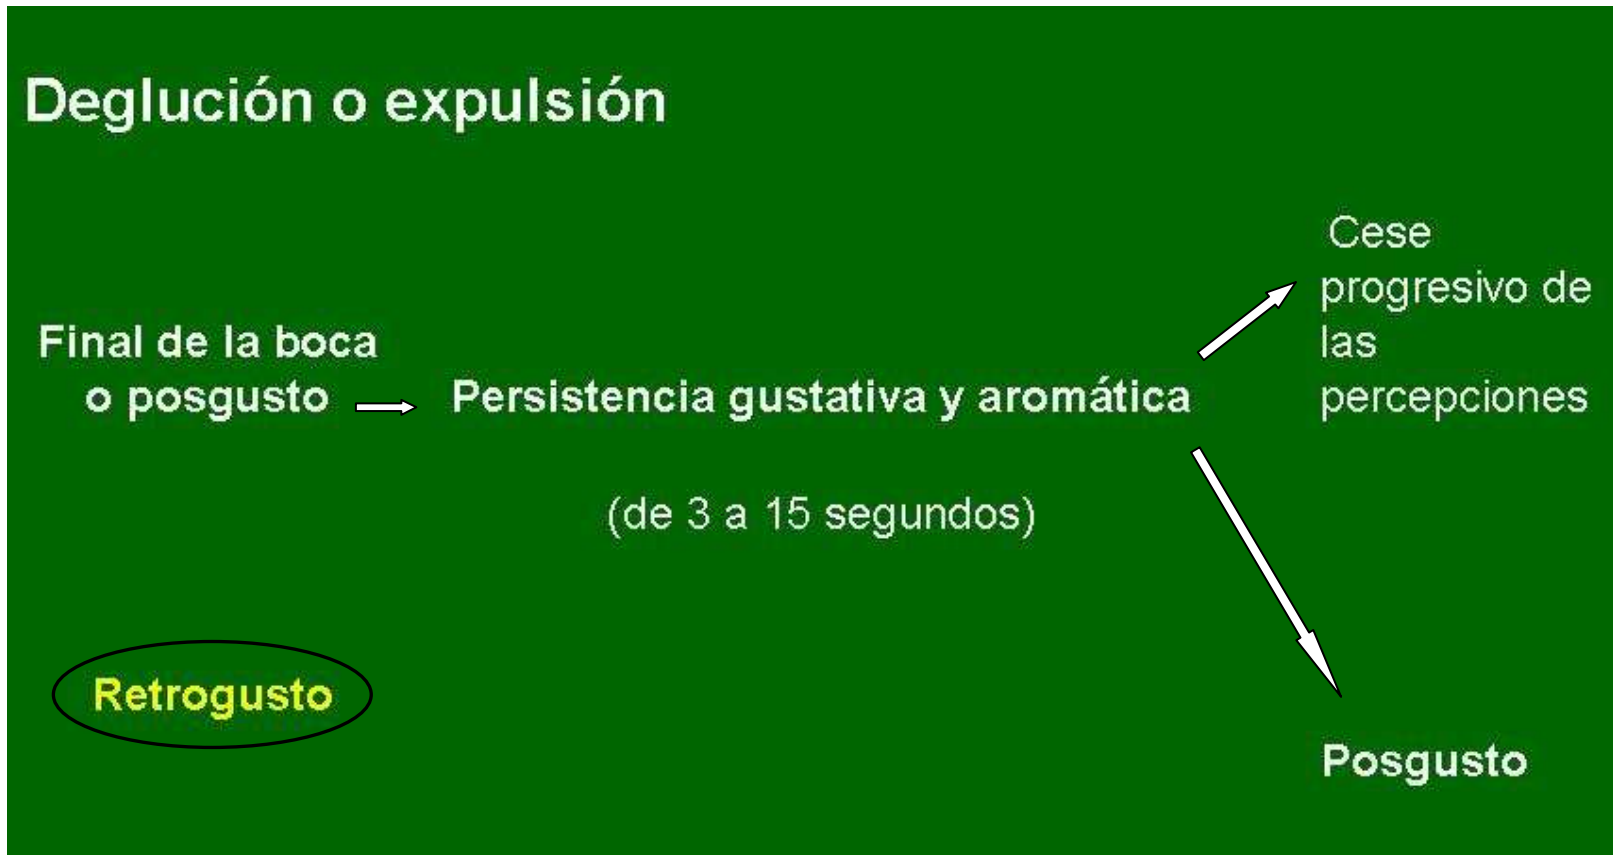 Deglución o expulsión
Final de la boca
o posgusto
Persistencia gustativa y aromática
(de 3 a 15 segundos)
Cese
progresivo de
las
percepciones
Retrogusto
Posgusto